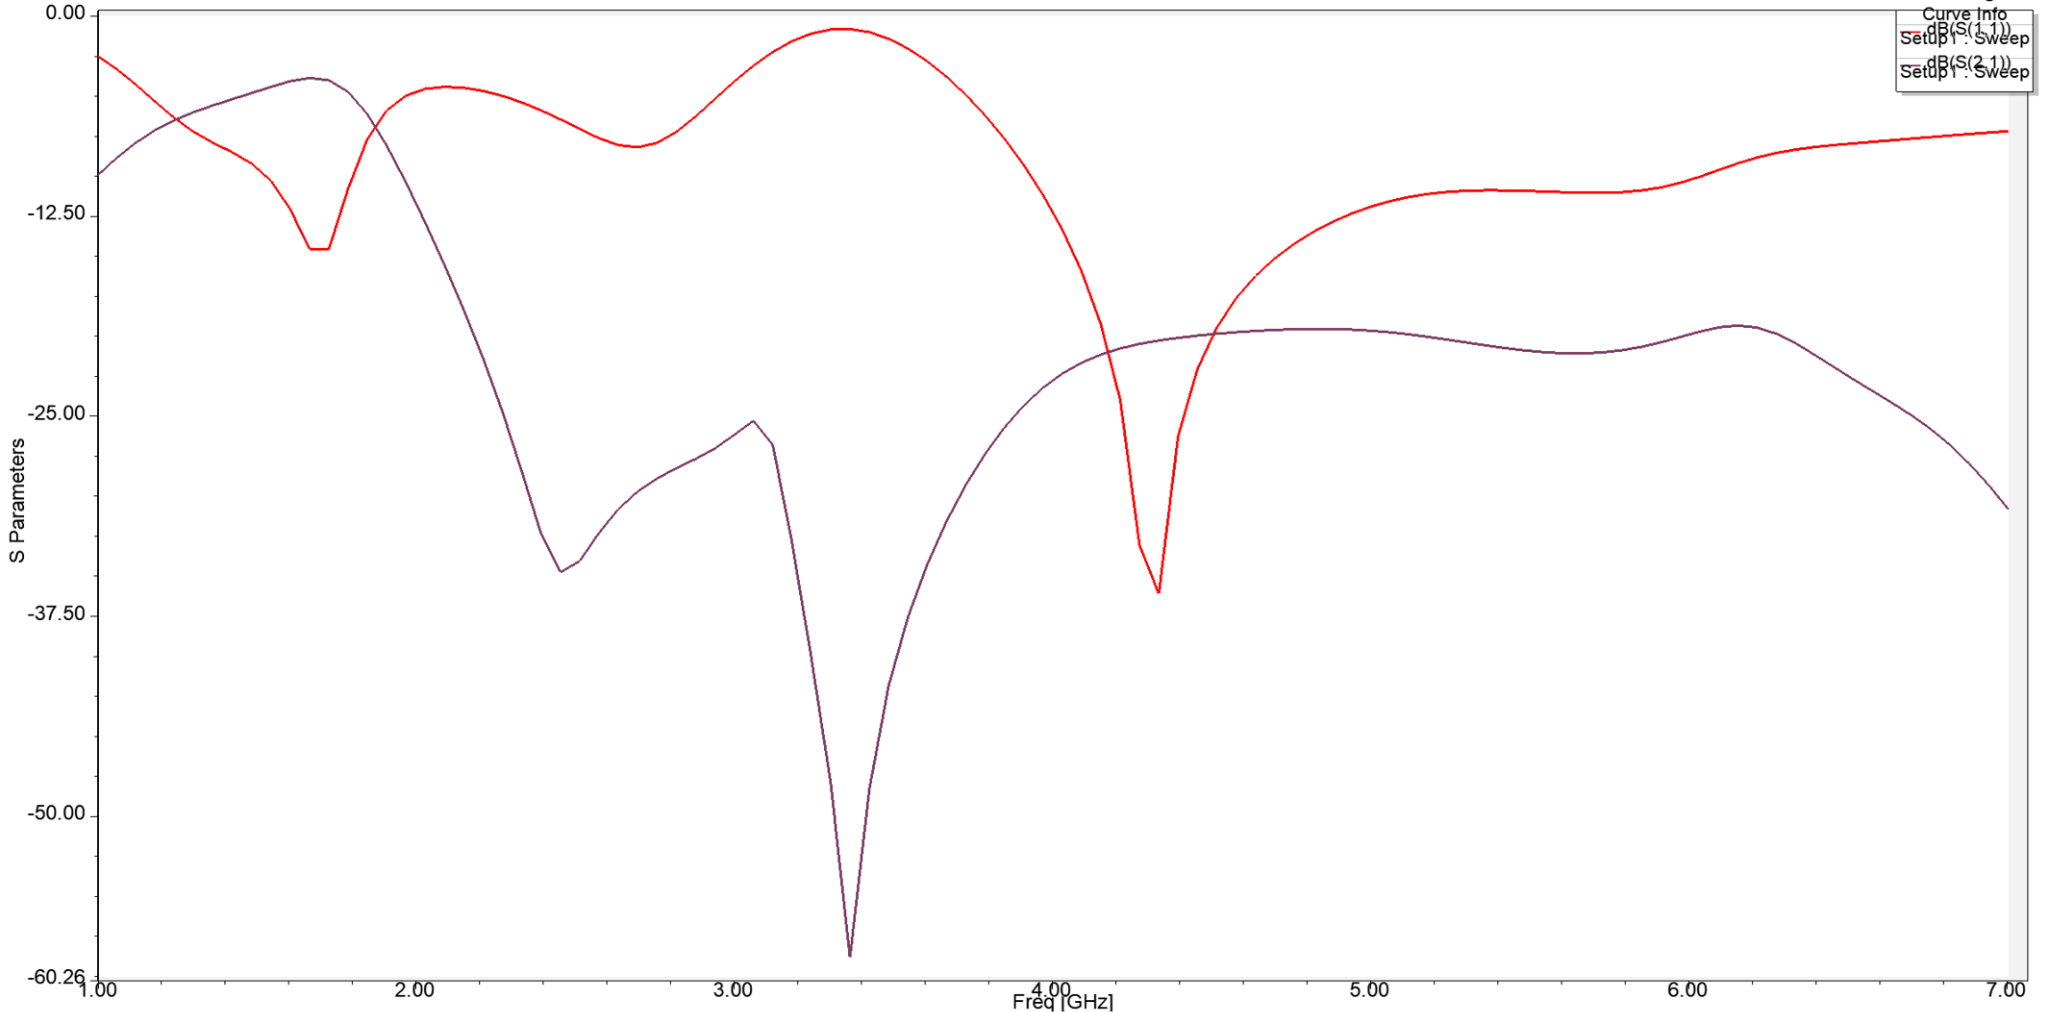 0.00
-12.50
-25.00
-37.50
-50.00
-60.26
S Parameters
1.00
2.00
3.00
4.00
5.00
6.00
7.00
Freq [GHz]
Curve Info
dB(S(1,1))
Setup1 : Sweep
dB(S(2,1))
Setup1 : Sweep